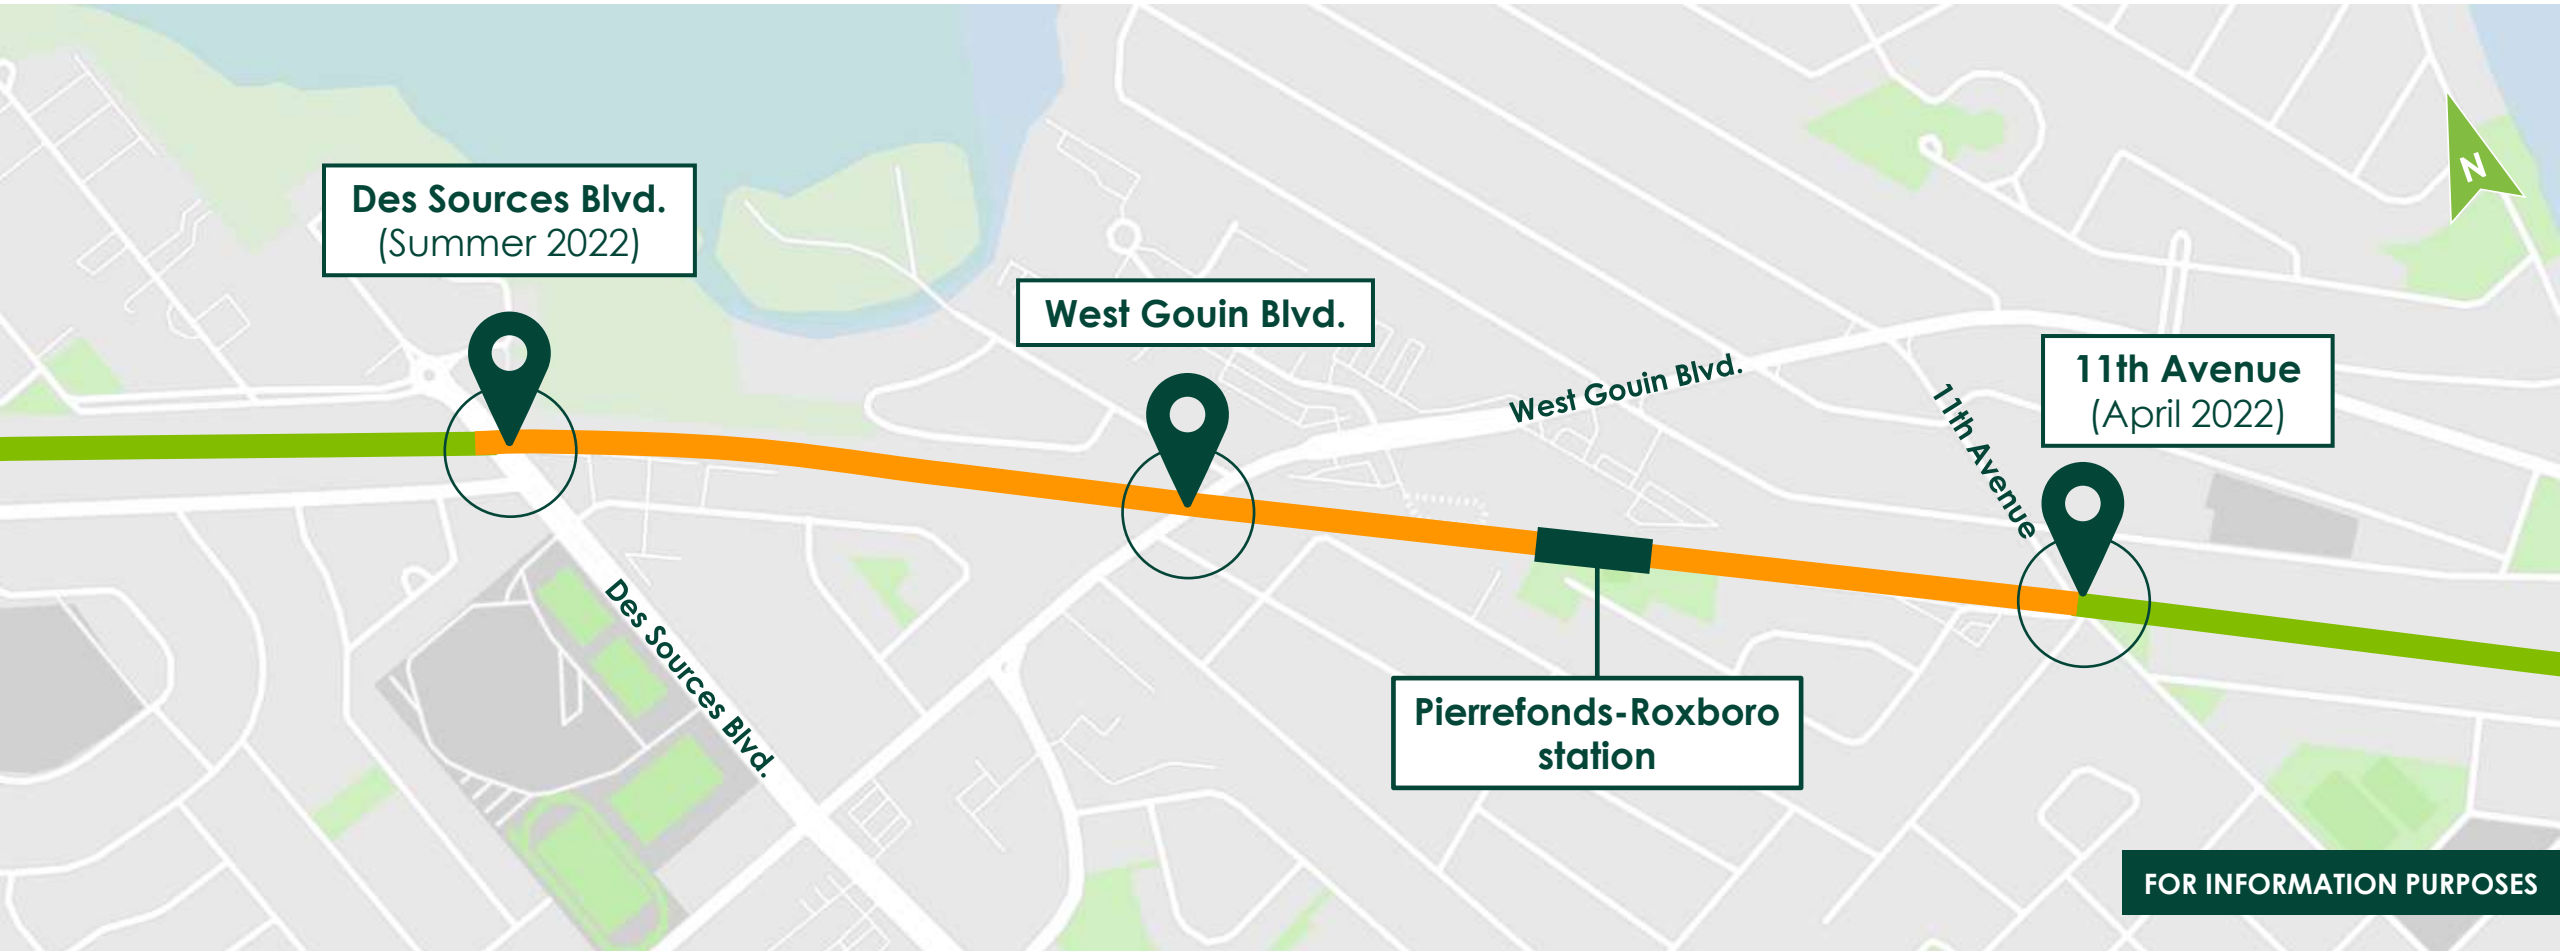 Des Sources Blvd.
(Summer 2022)
West Gouin Blvd.
West Gouin Blvd.
11th Avenue
11th Avenue
(April 2022)
N
Des Sources Blvd.
Pierrefonds-Roxboro
station
FOR INFORMATION PURPOSES